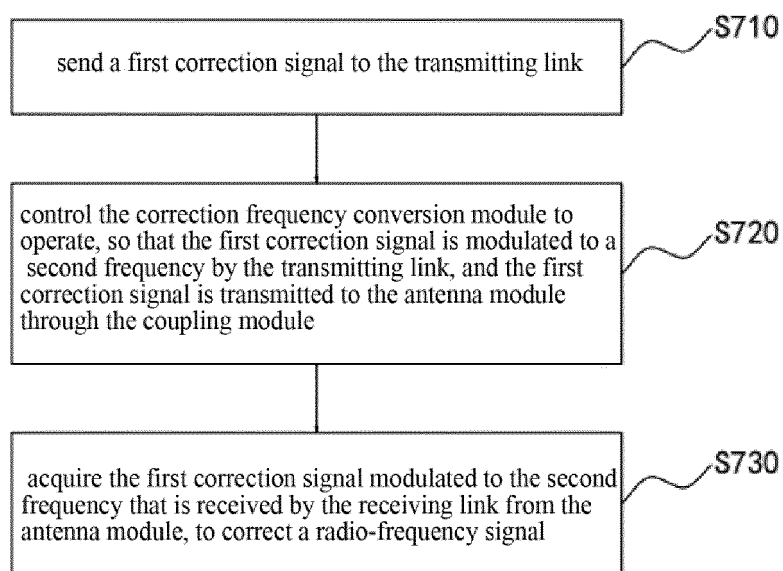 send a first correction signal to the transmitting link
S710
control the correction frequency conversion module to
operate, so that the first correction signal is modulated to a
second frequency by the transmitting link, and the first
correction signal is transmitted to the antenna module
through the coupling module
S720
acquire the first correction signal modulated to the second
frequency that is received by the receiving link from the
antenna module, to correct a radio-frequency signal
S730